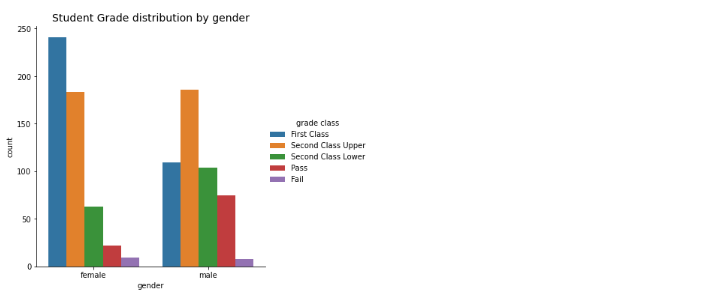 Student Grade distribution by gender
250
200
150
100
50
0
count
female
male
gender
grade class
First Class
Second Class Upper
Second Class Lower
Pass
Fail